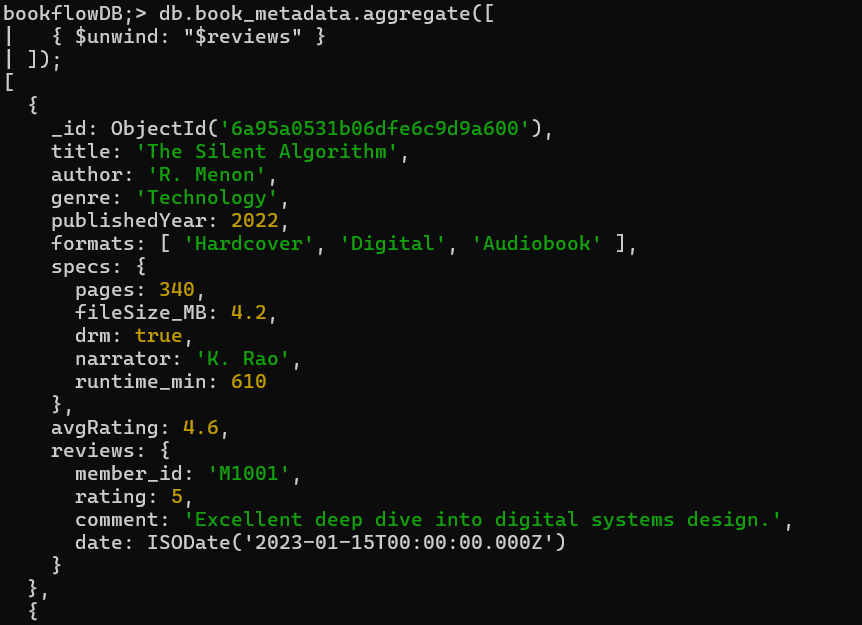 bookflowDB;> db.book_metadata.aggregate([
|   { $unwind: "$reviews" }
| ]);
[
  {
    _id: ObjectId('6a95a0531b06dfe6c9d9a600'),
    title: 'The Silent Algorithm',
    author: 'R. Menon',
    genre: 'Technology',
    publishedYear: 2022,
    formats: [ 'Hardcover', 'Digital', 'Audiobook' ],
    specs: {
      pages: 340,
      fileSize_MB: 4.2,
      drm: true,
      narrator: 'K. Rao',
      runtime_min: 610
    },
    avgRating: 4.6,
    reviews: {
      member_id: 'M1001',
      rating: 5,
      comment: 'Excellent deep dive into digital systems design.',
      date: ISODate('2023-01-15T00:00:00.000Z')
    }
  },
  {